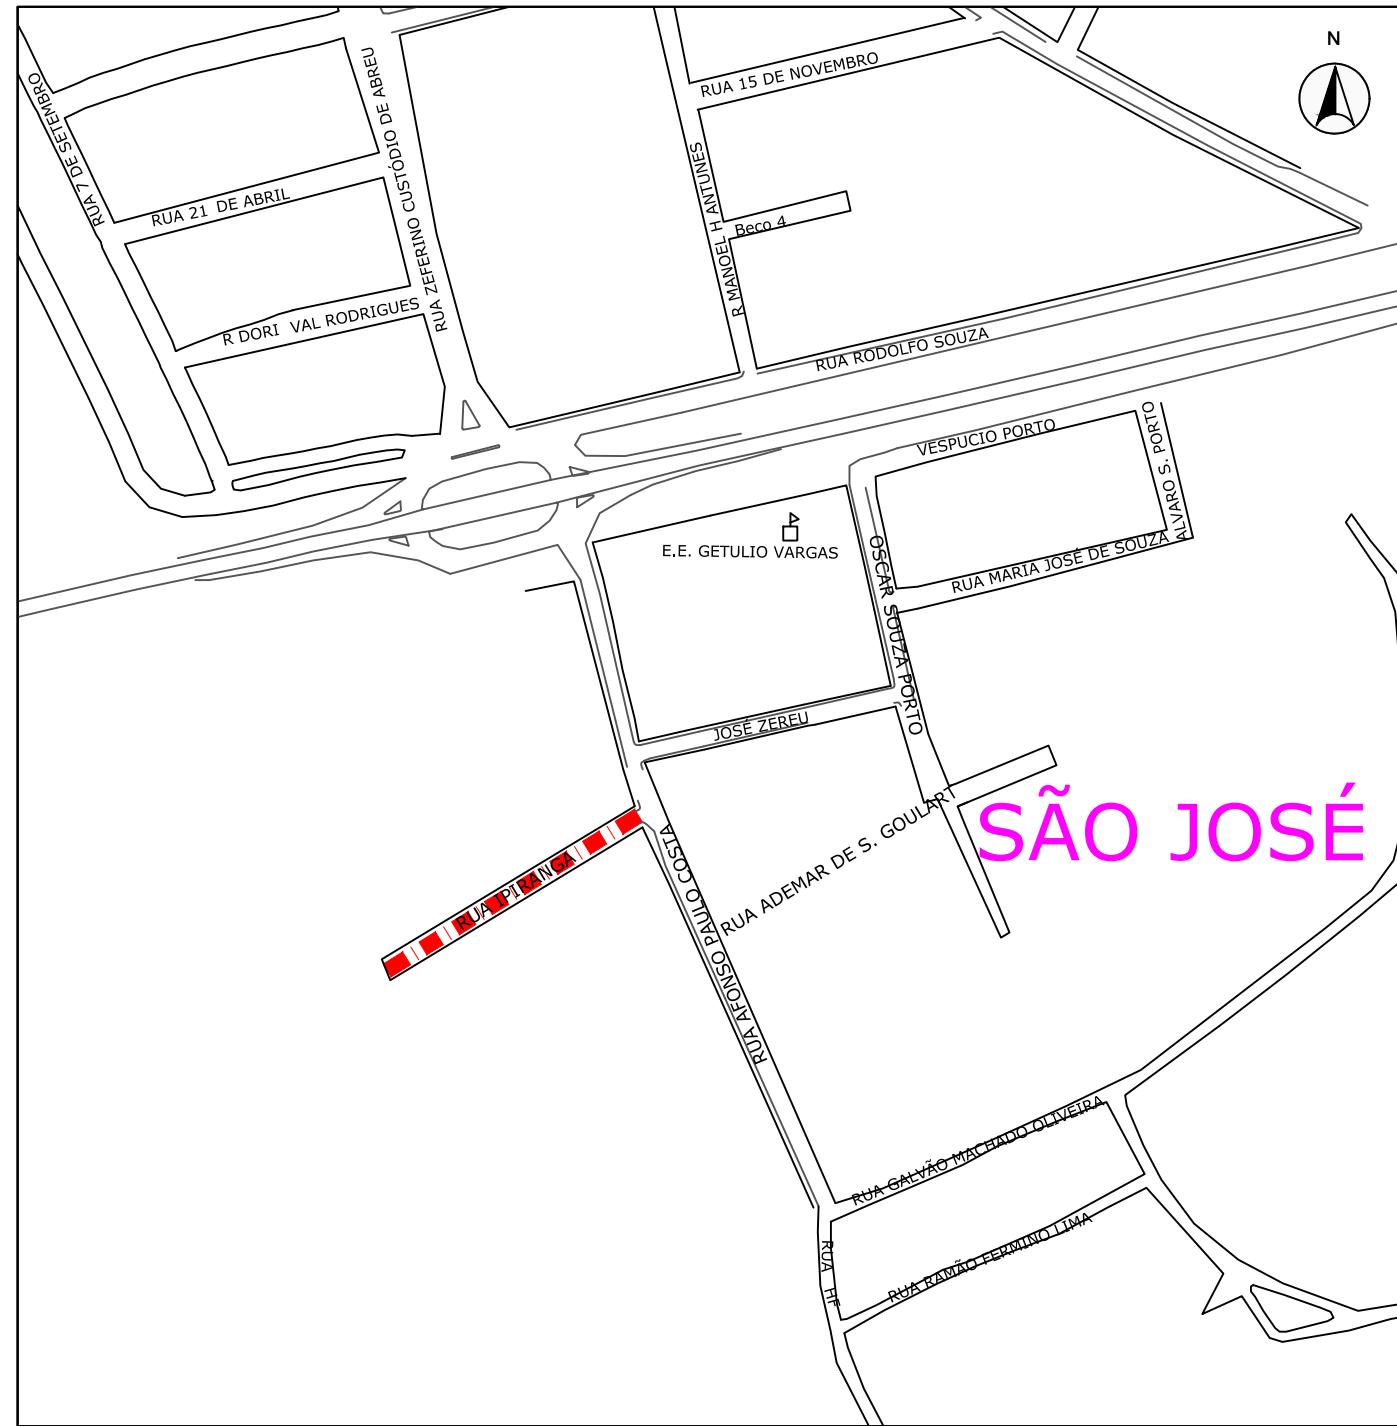 N
RUA 15 DE NOVEMBRO
RUA 7 DE SETEMBRO
RUA ZEFERINO CUSTÓDIO DE ABREU
RUA 21 DE ABRIL
R MANOEL H ANTUNES
Beco 4
R DORI VAL RODRIGUES
RUA RODOLFO SOUZA
VESPUCIO PORTO
ALVARO S. PORTO
E.E. GETULIO VARGAS
OSCAR SOUZA PORTO
RUA MARIA JOSÉ DE SOUZA
JOSÉ ZEREU
SÃO JOSÉ
RUA ADEMAR DE S. GOULART
RUA IPIRANGA
RUA AFONSO PAULO COSTA
RUA GALVÃO MACHADO OLIVEIRA
RUA RAMÃO FERMINO LIMA
RUA HF